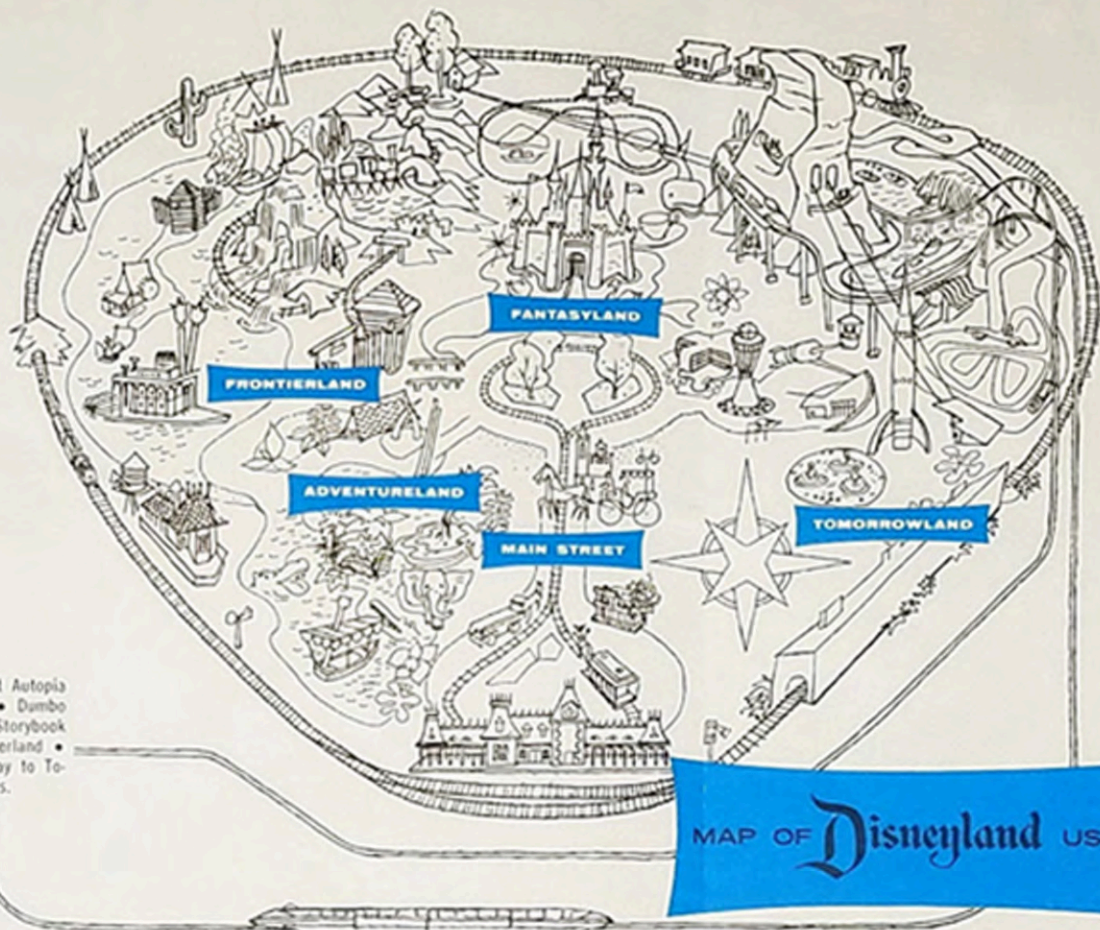 FANTASYLAND
FRONTIERLAND
ADVENTURELAND
TOMORROWLAND
MAIN STREET
Autopia
• Dumbo
Storybook
erland •
ay to To-
s.
MAP OF Disneyland US